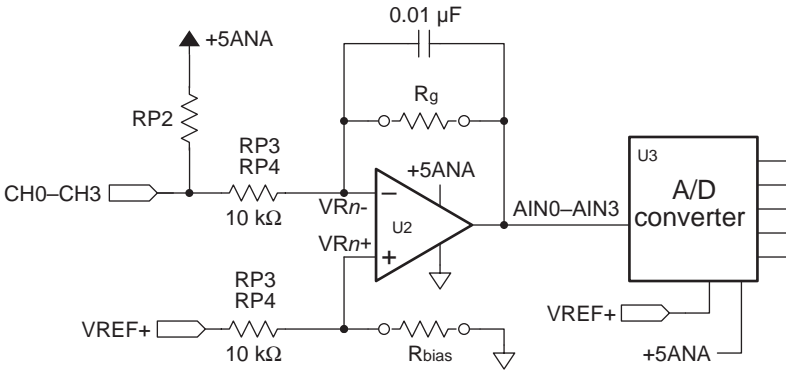 0.01 µF
+5ANA
Rg
RP2
RP3
RP4
+5ANA
U3
A/D
converter
CH0–CH3
10 kΩ
VRn-
–
U2
AIN0–AIN3
VRn+
+
RP3
RP4
VREF+
10 kΩ
Rbias
VREF+
+5ANA